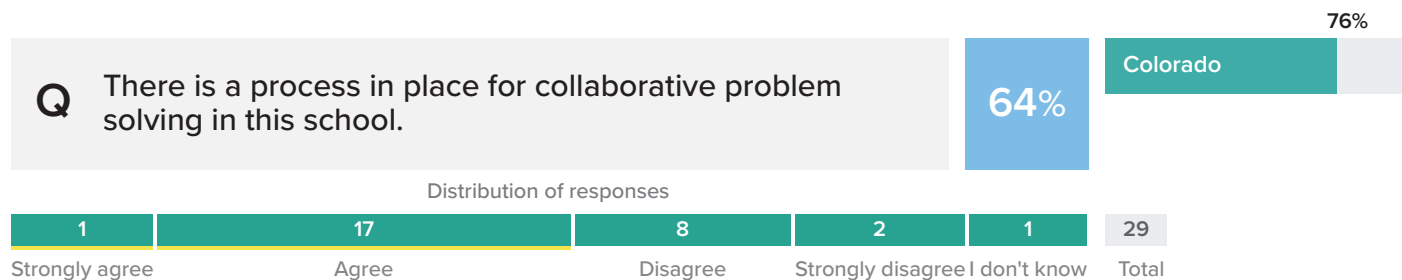 76%
Q
There is a process in place for collaborative problem
solving in this school.
64%
Colorado
Distribution of responses
1 17 8 2 1 29
Strongly agree Agree Disagree Strongly disagree I don't know Total